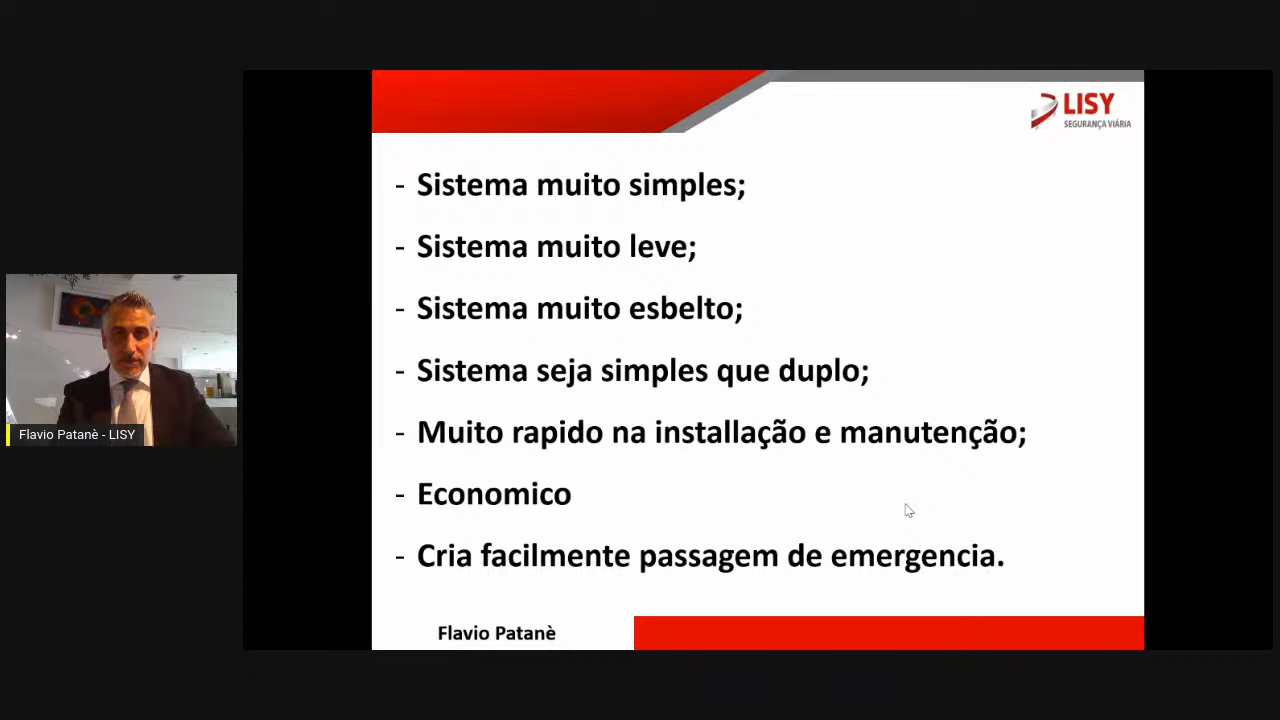 LISY
SEGURANÇA VIÁRIA
- Sistema muito simples;
- Sistema muito leve;
- Sistema muito esbelto;
- Sistema seja simples que duplo;
- Muito rapido na installação e manutenção;
- Economico
- Cria facilmente passagem de emergencia.
Flavio Patanè
Flavio Patanè - LISY